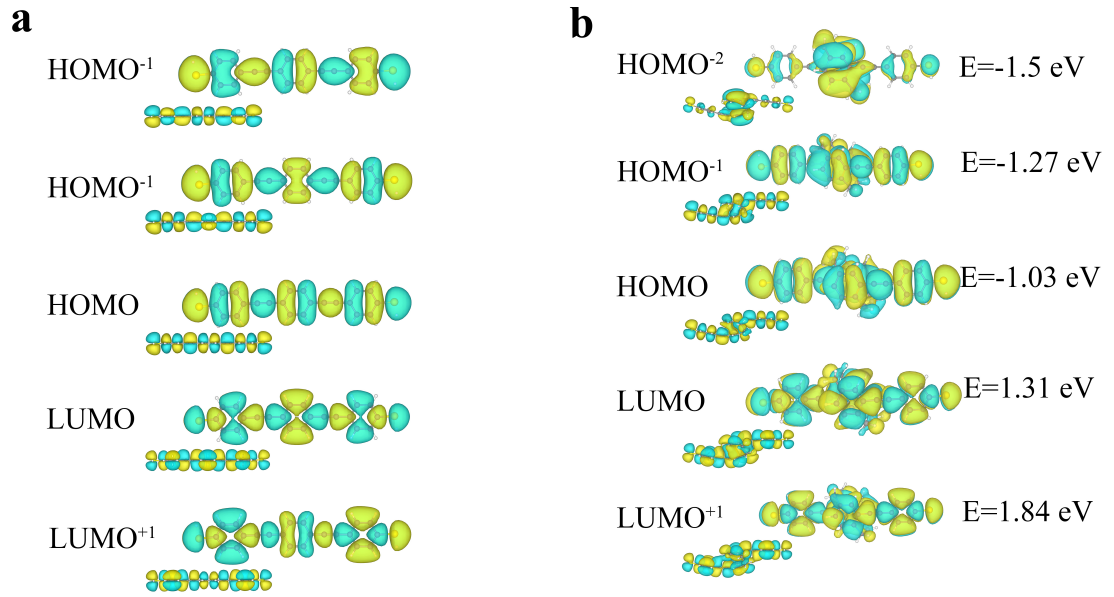 a
HOMO-1
HOMO-1
HOMO
LUMO
LUMO+1
b
HOMO-2 E=-1.5 eV
HOMO-1 E=-1.27 eV
HOMO E=-1.03 eV
LUMO E=1.31 eV
LUMO+1 E=1.84 eV